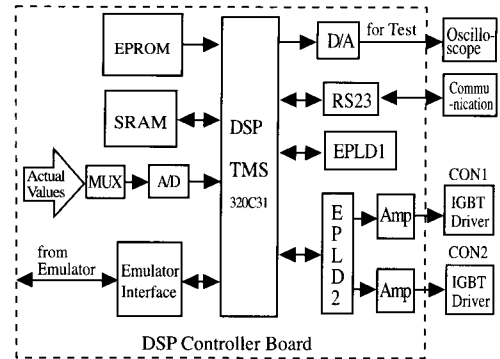 EPROM
SRAM
Actual
Values
MUX
A/D
from
Emulator
Emulator
Interface
DSP
TMS
320C31
D/A
for Test
Oscillo-
scope
RS23
Commu
-nication
EPLD1
E
P
L
D
2
Amp
CON1
IGBT
Driver
Amp
CON2
IGBT
Driver
DSP Controller Board